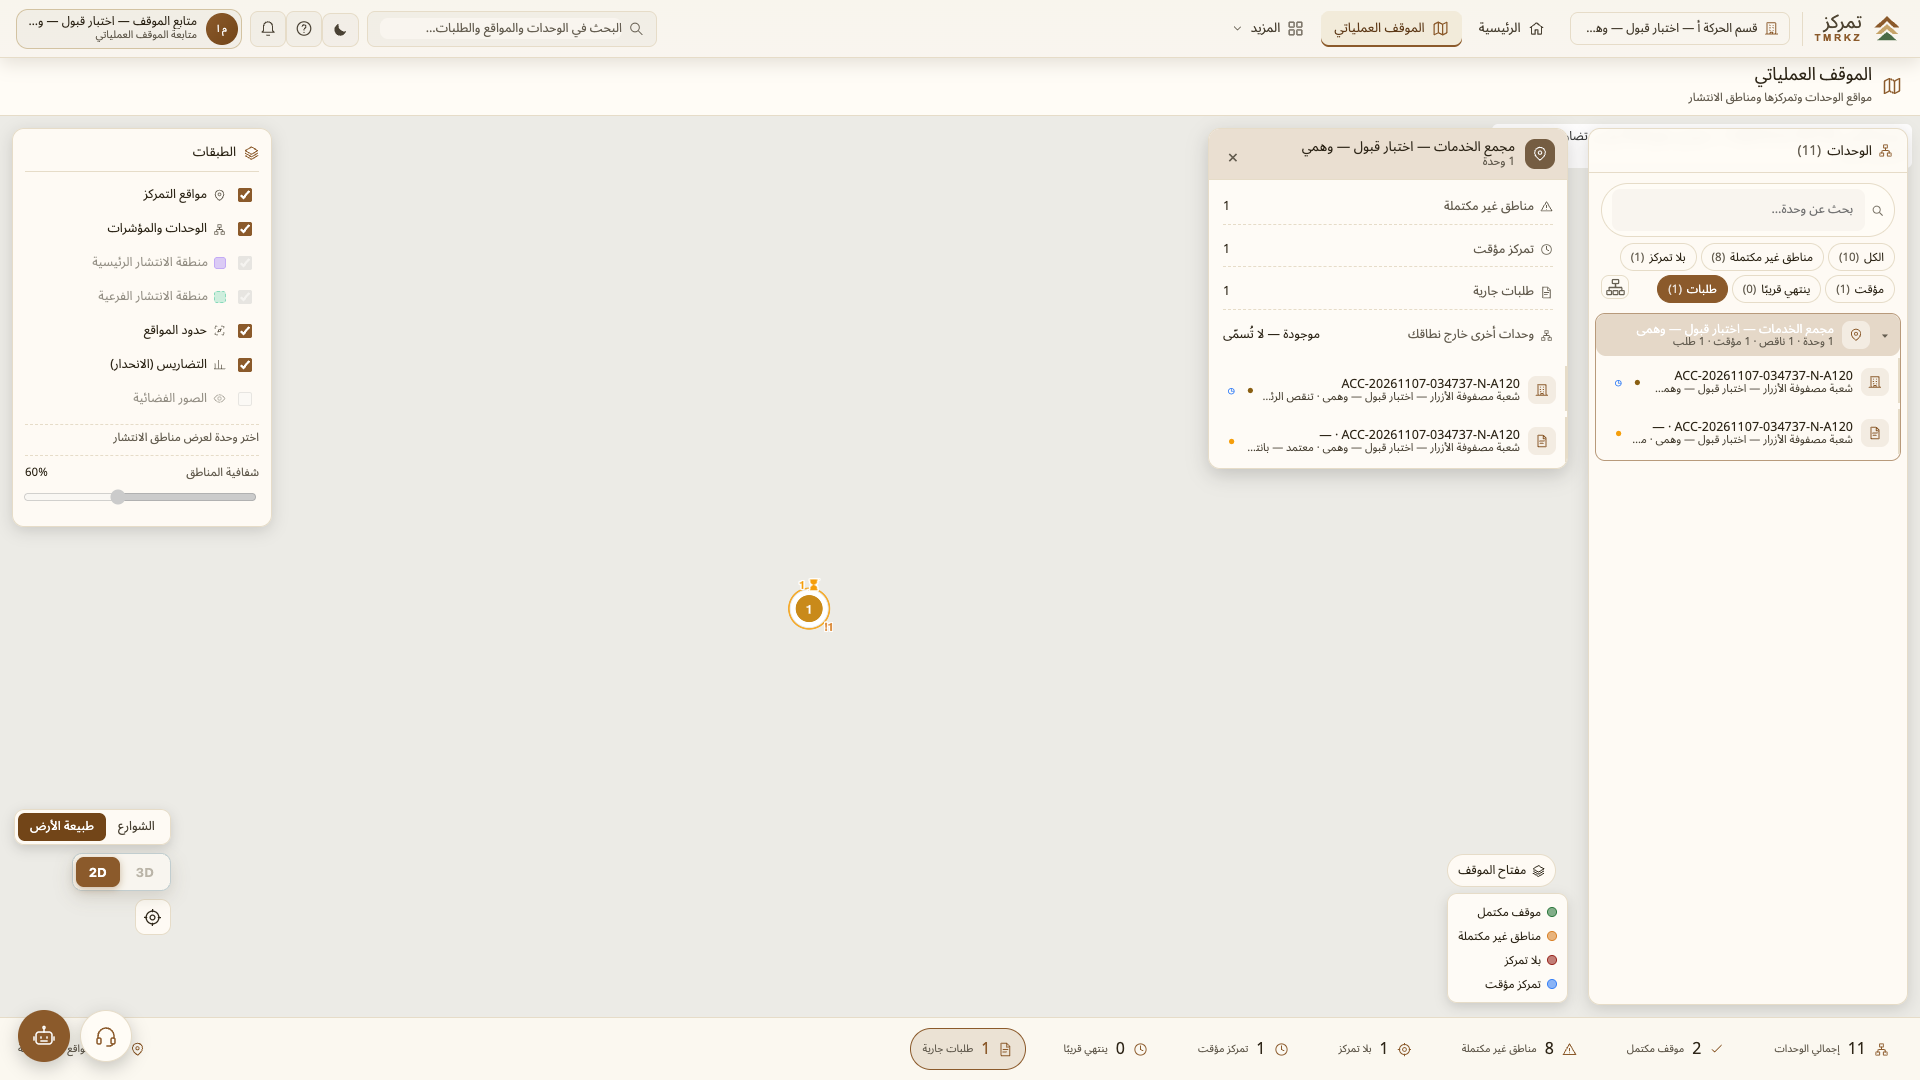 تمركز
TMRKZ
قسم الحركة أ — اختبار قبول — وهـ...
الرئيسية
الموقف العملياتي
المزيد
البحث في الوحدات والمواقع والطلبات...
م ا
متابع الموقف — اختبار قبول — و...
متابعة الموقف العملياتي
الموقف العملياتي
مواقع الوحدات وتمركزها ومناطق الانتشار
الوحدات (11)
بحث عن وحدة...
الكل (10)
مناطق غير مكتملة (8)
بلا تمركز (1)
مؤقت (1)
ينتهي قريبًا (0)
طلبات (1)
مجمع الخدمات — اختبار قبول — وهمي
1 وحدة · 1 ناقص · 1 مؤقت · 1 طلب
ACC-20261107-034737-N-A120
شعبة مصفوفة الأزرار — اختبار قبول — وهمي...
ACC-20261107-034737-N-A120 · —
شعبة مصفوفة الأزرار — اختبار قبول — وهمي · م...
مجمع الخدمات — اختبار قبول — وهمي
1 وحدة
مناطق غير مكتملة 1
تمركز مؤقت 1
طلبات جارية 1
وحدات أخرى خارج نطاقك موجودة — لا تُسمّى
ACC-20261107-034737-N-A120
شعبة مصفوفة الأزرار — اختبار قبول — وهمي · تنقص الرئـ...
ACC-20261107-034737-N-A120 · —
شعبة مصفوفة الأزرار — اختبار قبول — وهمي · معتمد — بانتـ...
الطبقات
مواقع التمركز
الوحدات والمؤشرات
منطقة الانتشار الرئيسية
منطقة الانتشار الفرعية
حدود المواقع
التضاريس (الانحدار)
الصور الفضائية
اختر وحدة لعرض مناطق الانتشار
شفافية المناطق 60%
1
1
!1
الشوارع
طبيعة الأرض
3D
2D
مفتاح الموقف
موقف مكتمل
مناطق غير مكتملة
بلا تمركز
تمركز مؤقت
11 إجمالي الوحدات
2 موقف مكتمل
8 مناطق غير مكتملة
1 بلا تمركز
1 تمركز مؤقت
0 ينتهي قريبًا
1 طلبات جارية